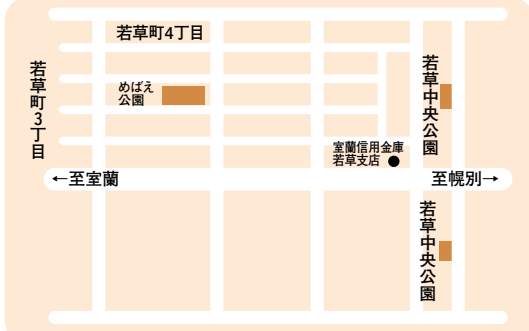 若草町4丁目
若草町3丁目
めばえ
公園
若草中央公園
室蘭信用金庫
若草支店
←至室蘭
至幌別→
若草中央公園